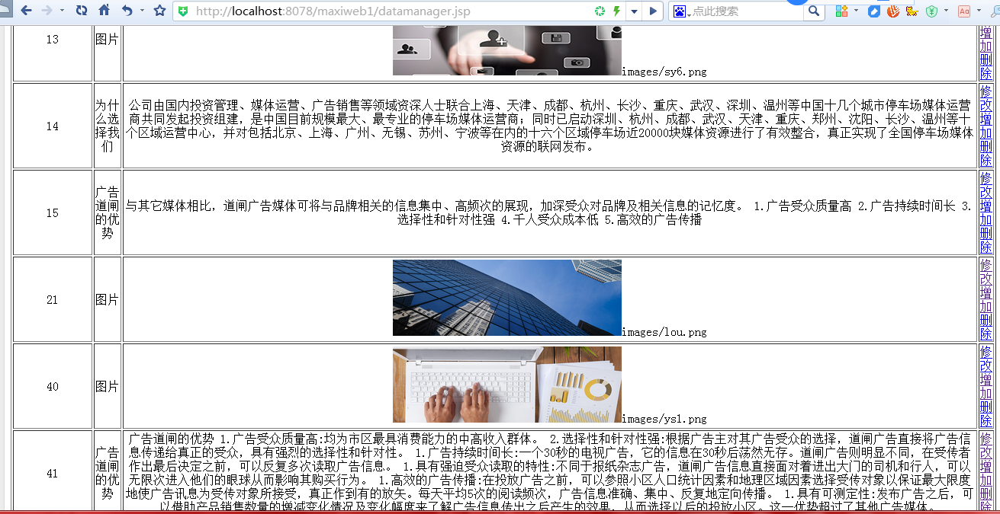 http://localhost:8078/maxiweb1/datamanager.jsp
点此搜索
13
图片
images/sy6.png
增
加
删
除
14
为什
么选
择我
们
公司由国内投资管理、媒体运营、广告销售等领域资深人士联合上海、天津、成都、杭州、长沙、重庆、武汉、深圳、温州等中国十几个城市停车场媒体运营
商共同发起投资组建，是中国目前规模最大、最专业的停车场媒体运营商；同时已启动深圳、杭州、成都、武汉、天津、重庆、郑州、沈阳、长沙、温州等十
个区域运营中心，并对包括北京、上海、广州、无锡、苏州、宁波等在内的十六个区域停车场近20000块媒体资源进行了有效整合，真正实现了全国停车场媒体
资源的联网发布。
修
改
增
加
删
除
15
广告
道闸
的优
势
与其它媒体相比，道闸广告媒体可将与品牌相关的信息集中、高频次的展现，加深受众对品牌及相关信息的记忆度。 1.广告受众质量高 2.广告持续时间长 3.
选择性和针对性强 4.千人受众成本低 5.高效的广告传播
修
改
增
加
删
除
21
图片
images/lou.png
修
改
增
加
删
除
40
图片
images/ys1.png
修
改
增
加
删
除
41
广告
道闸
的优
势
广告道闸的优势 1.广告受众质量高:均为市区最具消费能力的中高收入群体。 2.选择性和针对性强:根据广告主对其广告受众的选择，道闸广告直接将广告信
息传递给真正的受众，具有强烈的选择性和针对性。 1.广告持续时间长:一个30秒的电视广告，它的信息在30秒后荡然无存。道闸广告则明显不同，在受传者
作出最后决定之前，可以反复多次读取广告信息。 1.具有强迫受众读取的特性:不同于报纸杂志广告，道闸广告信息直接面对着进出大门的司机和行人，可以
无限次进入他们的眼球从而影响其购买行为。 1.高效的广告传播:在投放广告之前，可以参照小区人口统计因素和地理区域因素选择受传对象以保证最大限度
地使广告讯息为受传对象所接受，真正作到有的放矢。每天平均5次的阅读频次，广告信息准确、集中、反复地定向传播。 1.具有可测定性:发布广告之后，可
以借助产品销售数量的增减变化情况及变化幅度来了解广告信息传出之后产生的效果，从而选择以后的投放小区。这一优势超过了其他广告媒体。
修
改
增
加
删
除